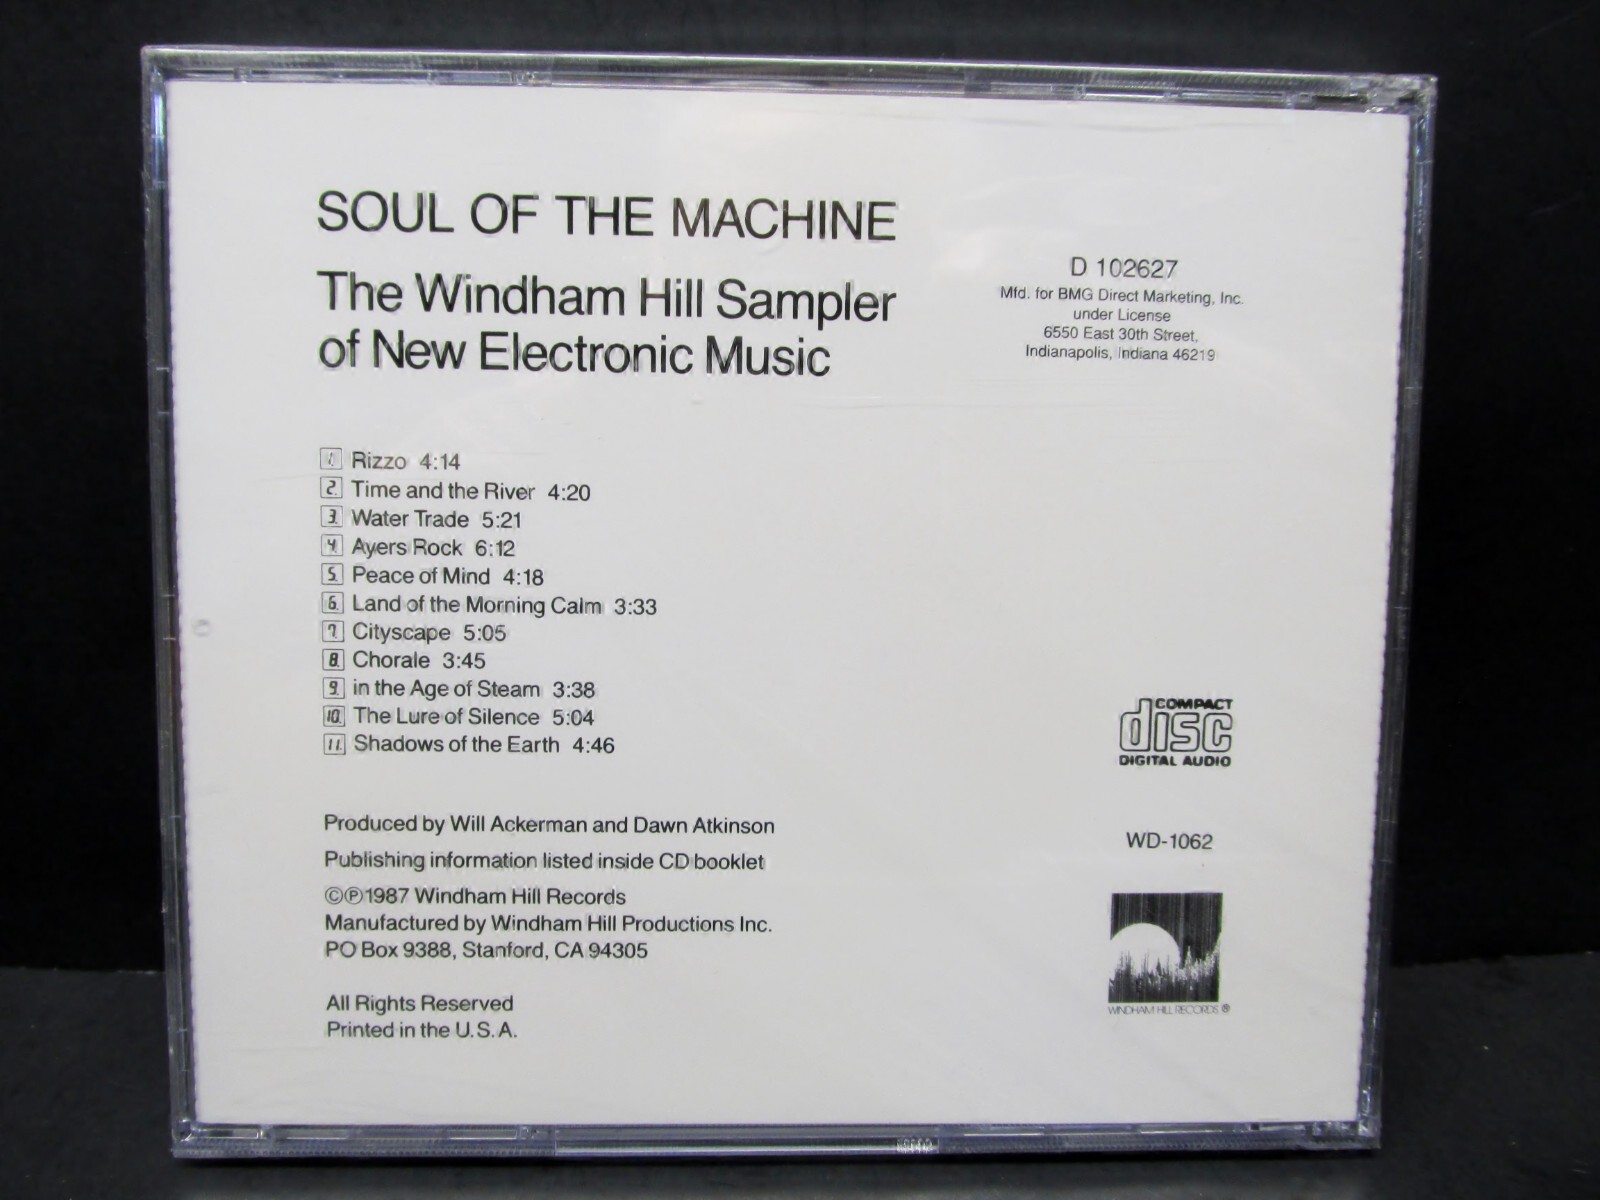 SOUL OF THE MACHINE
The Windham Hill Sampler
of New Electronic Music
D 102627
Mfd. for BMG Direct Marketing, Inc.
under License
6550 East 30th Street,
Indianapolis, Indiana 46219
1. Rizzo 4:14
2. Time and the River 4:20
3. Water Trade 5:21
4. Ayers Rock 6:12
5. Peace of Mind 4:18
6. Land of the Morning Calm 3:33
7. Cityscape 5:05
8. Chorale 3:45
9. in the Age of Steam 3:38
10. The Lure of Silence 5:04
11. Shadows of the Earth 4:46
COMPACT
disc
DIGITAL AUDIO
Produced by Will Ackerman and Dawn Atkinson
Publishing information listed inside CD booklet
©℗1987 Windham Hill Records
Manufactured by Windham Hill Productions Inc.
PO Box 9388, Stanford, CA 94305
All Rights Reserved
Printed in the U.S.A.
WD-1062
WINDHAM HILL RECORDS ®